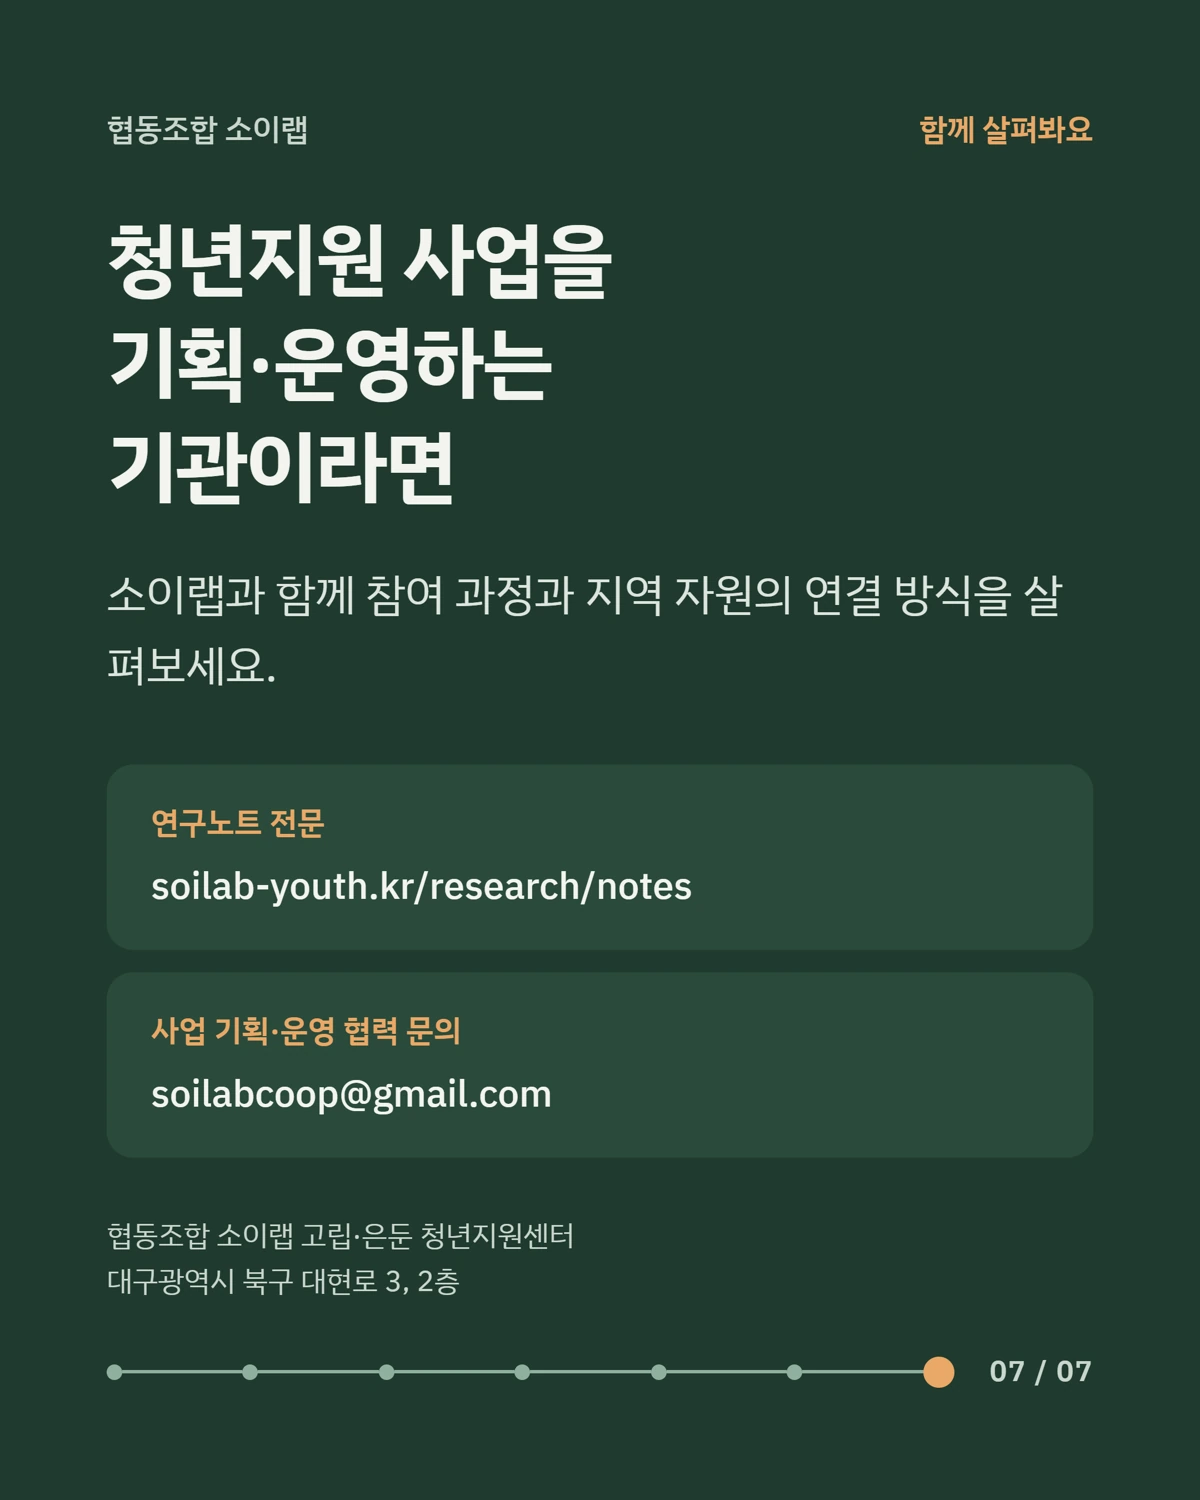 협동조합 소이랩
함께 살펴봐요
청년지원 사업을
기획·운영하는
기관이라면
소이랩과 함께 참여 과정과 지역 자원의 연결 방식을 살
펴보세요.
연구노트 전문
soilab-youth.kr/research/notes
사업 기획·운영 협력 문의
soilabcoop@gmail.com
협동조합 소이랩 고립·은둔 청년지원센터
대구광역시 북구 대현로 3, 2층
07 / 07